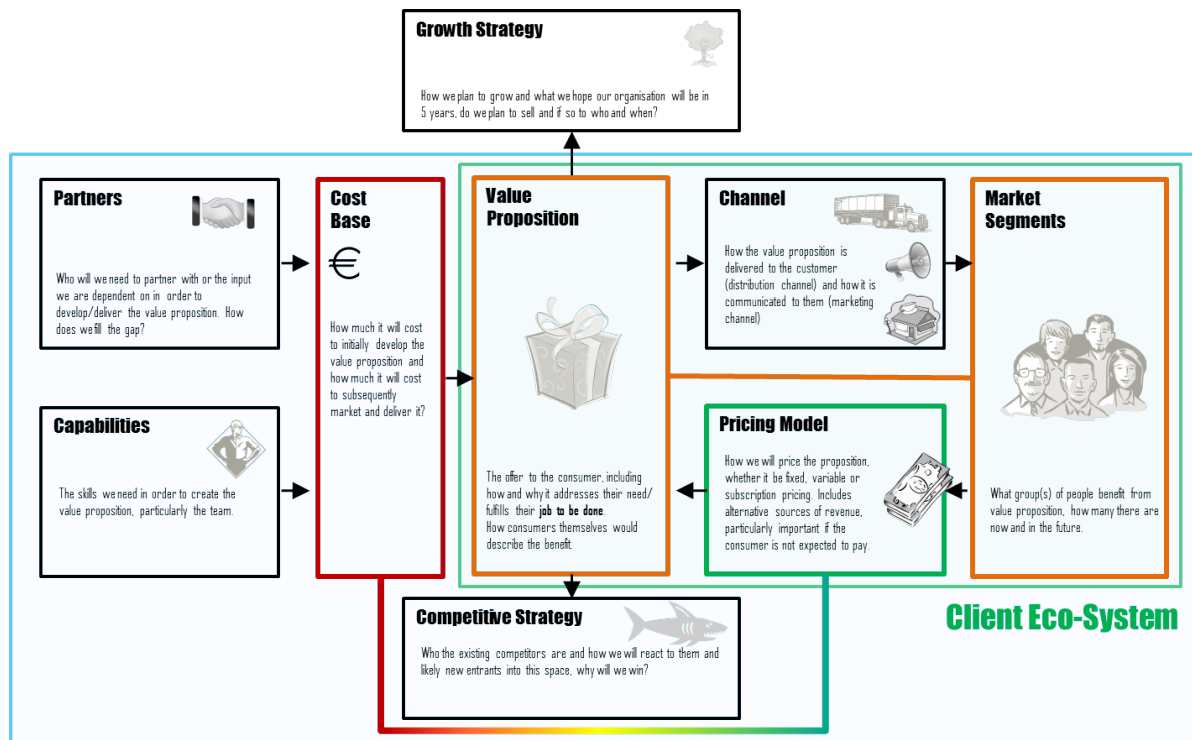 Growth Strategy
How we plan to grow and what we hope our organisation will be in
5 years, do we plan to sell and if so to who and when?
Partners
Who will we need to partner with or the input
we are dependent on in order to
develop/deliver the value proposition. How
does we fill the gap?
Capabilities
The skills we need in order to create the
value proposition, particularly the team.
Cost
Base
€
How much it will cost
to initially develop the
value proposition and
how much it will cost
to subsequently
market and deliver it?
Value
Proposition
The offer to the consumer, including
how and why it addresses their need/
fulfills their job to be done.
How consumers themselves would
describe the benefit.
Channel
How the value proposition is
delivered to the customer
(distribution channel) and how it is
communicated to them (marketing
channel)
Pricing Model
How we will price the proposition,
whether it be fixed, variable or
subscription pricing. Includes
alternative sources of revenue,
particularly important if the
consumer is not expected to pay.
Market
Segments
What group(s) of people benefit from
value proposition, how many there are
now and in the future.
Competitive Strategy
Who the existing competitors are and how we will react to them and
likely new entrants into this space, why will we win?
Client Eco-System